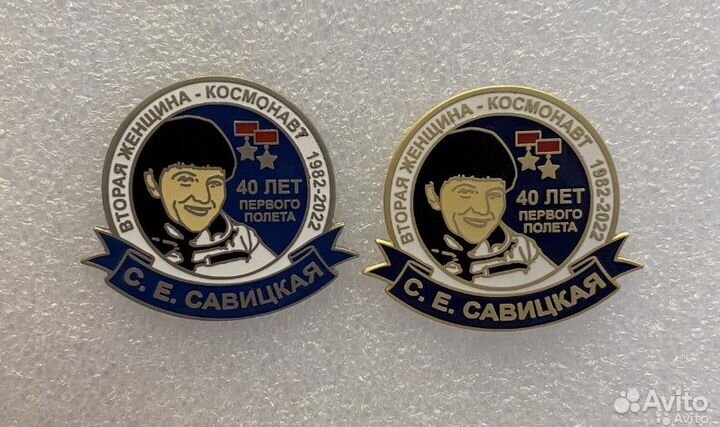 ВТОРАЯ ЖЕНЩИНА - КОСМОНАВТ 1982-2022
40 ЛЕТ
ПЕРВОГО
ПОЛЕТА
С. Е. САВИЦКАЯ
ВТОРАЯ ЖЕНЩИНА - КОСМОНАВТ 1982-2022
40 ЛЕТ
ПЕРВОГО
ПОЛЕТА
С. Е. САВИЦКАЯ
Avito
Avito